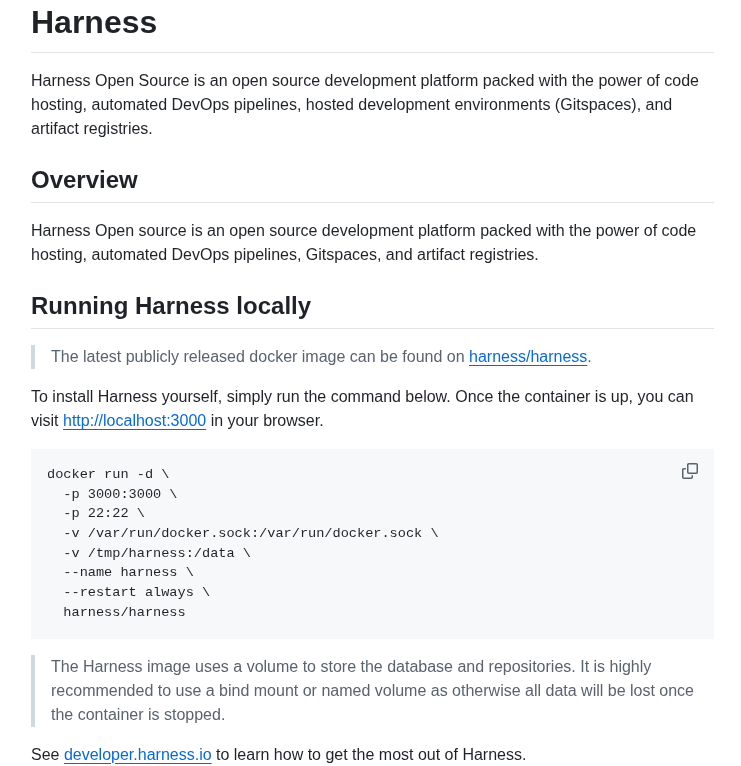 Harness
Harness Open Source is an open source development platform packed with the power of code
hosting, automated DevOps pipelines, hosted development environments (Gitspaces), and
artifact registries.
Overview
Harness Open source is an open source development platform packed with the power of code
hosting, automated DevOps pipelines, Gitspaces, and artifact registries.
Running Harness locally
The latest publicly released docker image can be found on harness/harness.
To install Harness yourself, simply run the command below. Once the container is up, you can
visit http://localhost:3000 in your browser.
docker run -d \
  -p 3000:3000 \
  -p 22:22 \
  -v /var/run/docker.sock:/var/run/docker.sock \
  -v /tmp/harness:/data \
  --name harness \
  --restart always \
  harness/harness
The Harness image uses a volume to store the database and repositories. It is highly
recommended to use a bind mount or named volume as otherwise all data will be lost once
the container is stopped.
See developer.harness.io to learn how to get the most out of Harness.